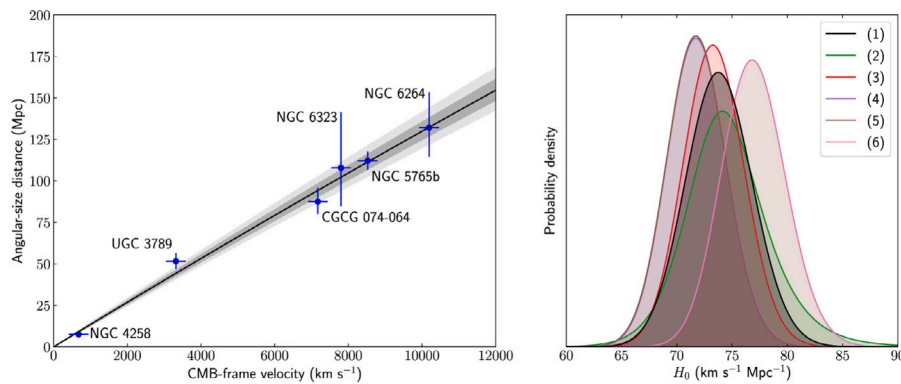 200
175
150
125
100
75
50
25
0
Angular-size distance (Mpc)
NGC 6264
NGC 6323
NGC 5765b
CGCG 074-064
UGC 3789
NGC 4258
0 2000 4000 6000 8000 10000 12000
CMB-frame velocity (km s⁻¹)
Probability density
(1)
(2)
(3)
(4)
(5)
(6)
60 65 70 75 80 85 90
H₀ (km s⁻¹ Mpc⁻¹)